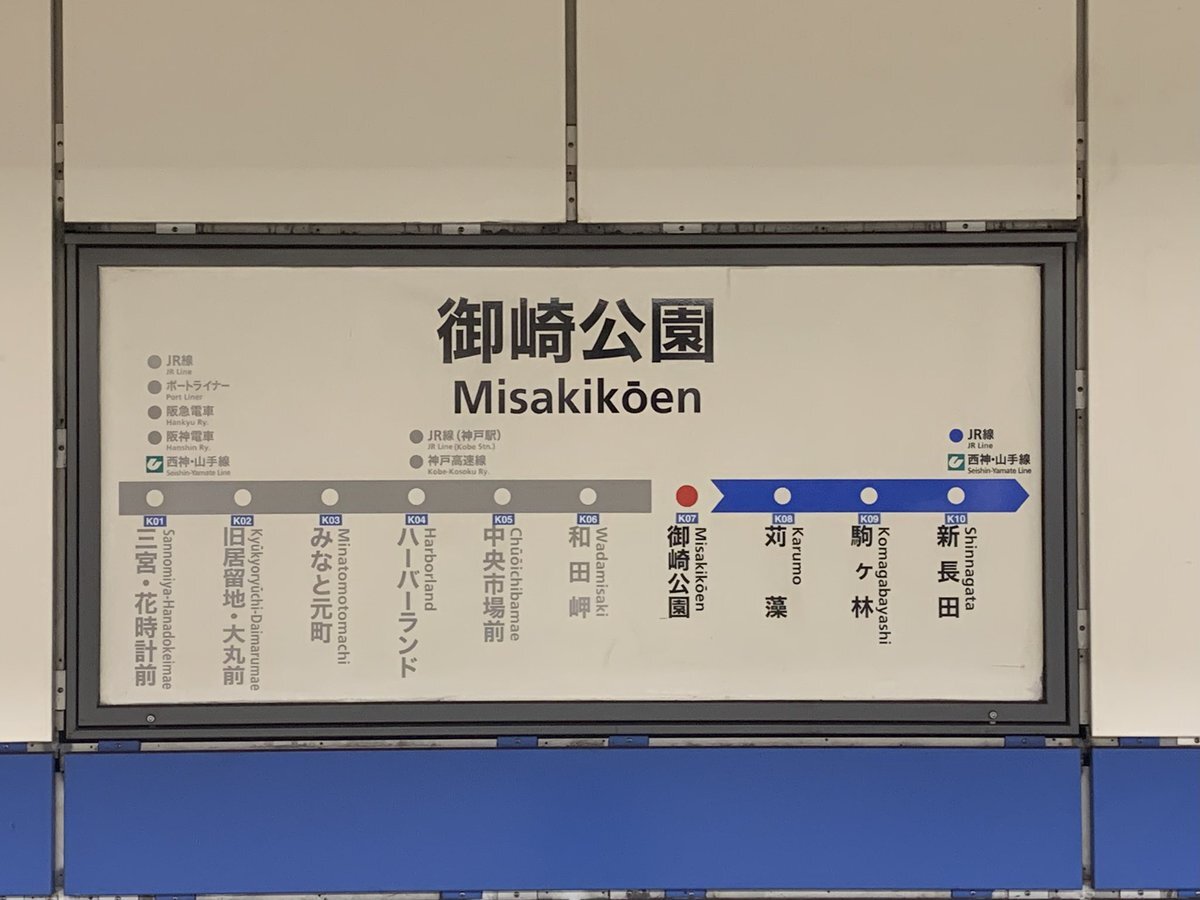 御崎公園
Misakikōen
JR線
JR Line
ポートライナー
Port Liner
阪急電車
Hankyu Ry.
阪神電車
Hanshin Ry.
西神・山手線
Seishin-Yamate Line
JR線(神戸駅)
JR Line (Kobe Stn.)
神戸高速線
Kobe-Kosoku Ry.
JR線
JR Line
西神・山手線
Seishin-Yamate Line
K01
三宮・花時計前
Sannomiya-Hanadokeimae
K02
旧居留地・大丸前
Kyūkyoryūchi-Daimarumae
K03
みなと元町
Minatomotomachi
K04
ハーバーランド
Harborland
K05
中央市場前
Chūōichibamae
K06
和田岬
Wadamisaki
K07
御崎公園
Misakikōen
K08
苅藻
Karumo
K09
駒ヶ林
Komagabayashi
K10
新長田
Shinnagata